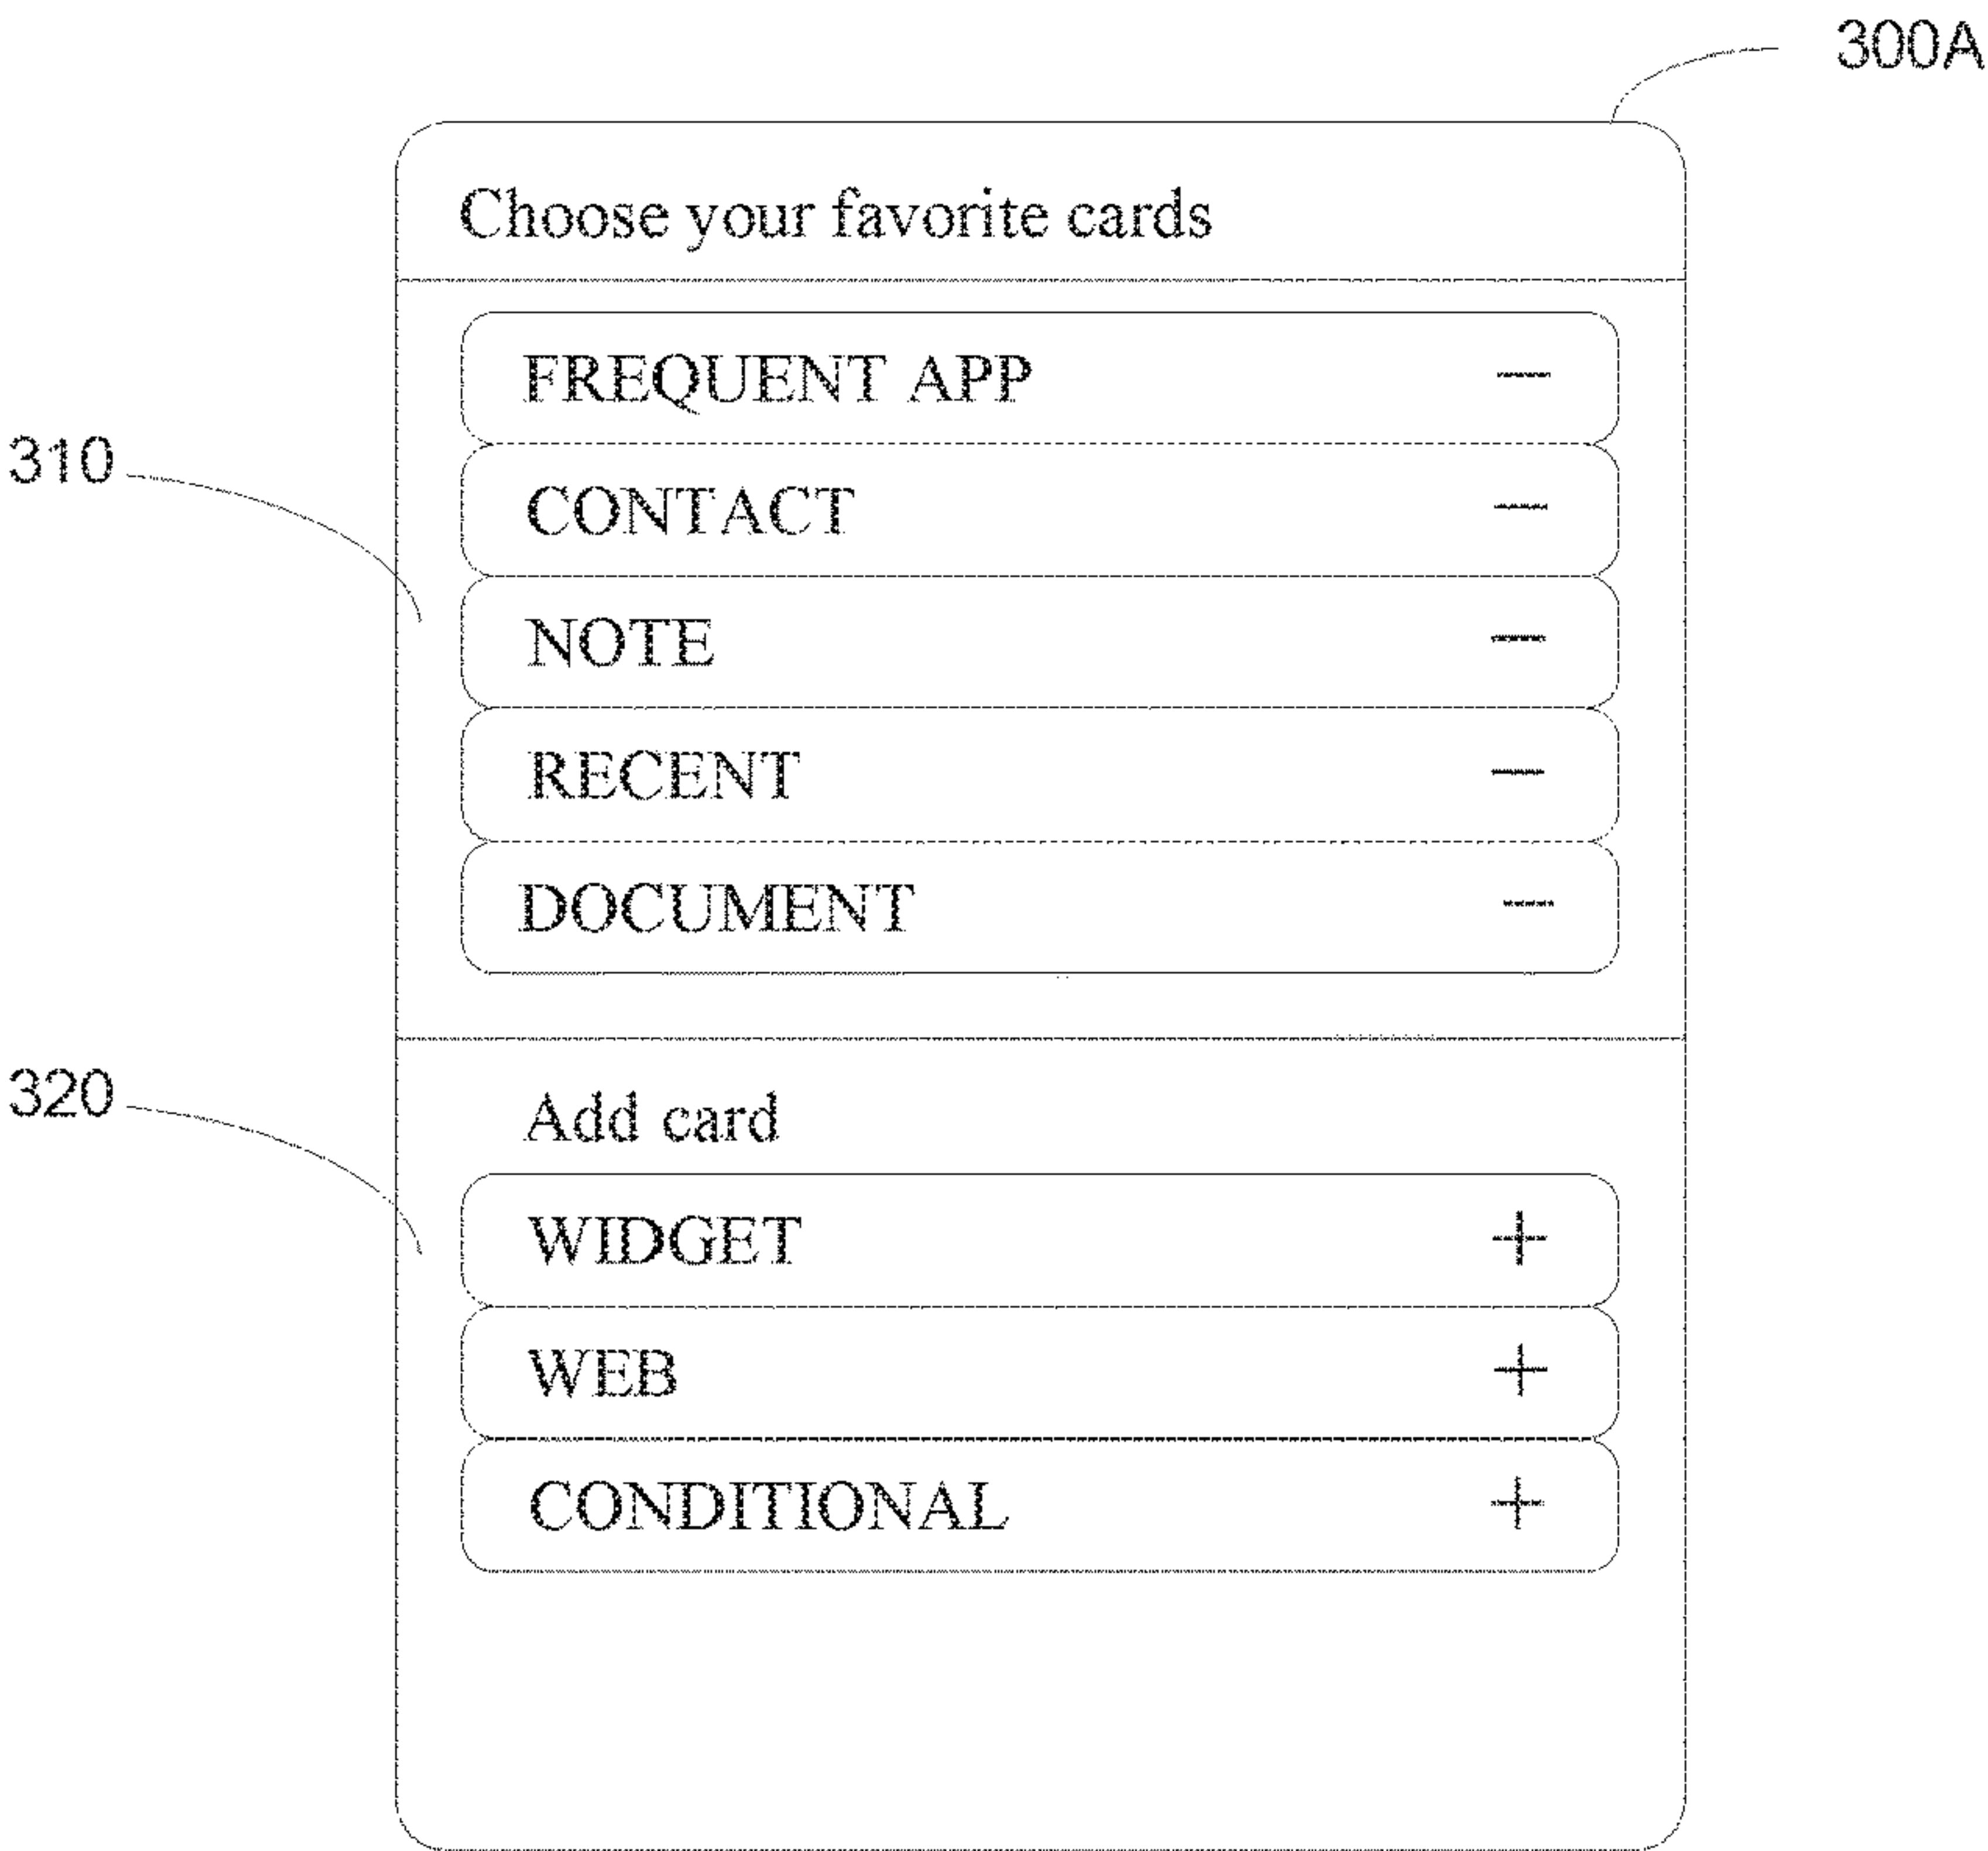 300A
Choose your favorite cards
FREQUENT APP −
310
CONTACT −
NOTE −
RECENT −
DOCUMENT −
320
Add card
WIDGET +
WEB +
CONDITIONAL +